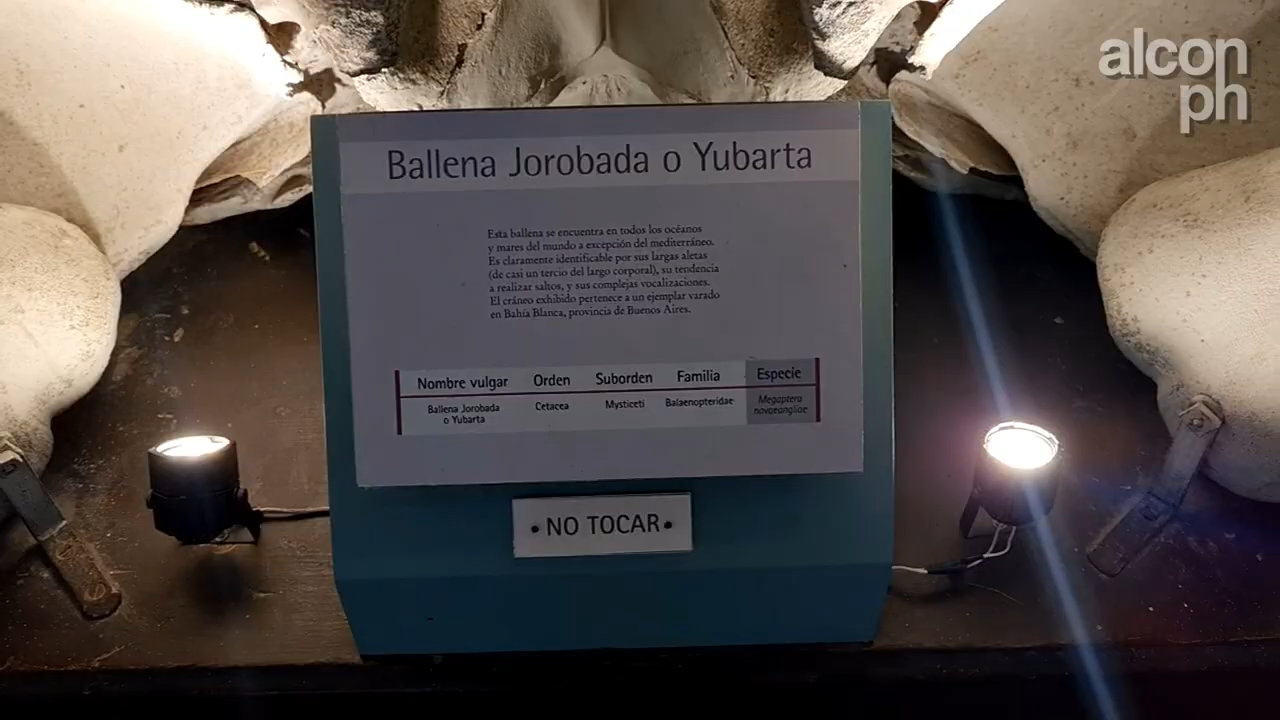 alcon
ph
Ballena Jorobada o Yubarta
Esta ballena se encuentra en todos los océanos
y mares del mundo a excepción del mediterráneo.
Es claramente identificable por sus largas aletas
(de casi un tercio del largo corporal), su tendencia
a realizar saltos, y sus complejas vocalizaciones.
El cráneo exhibido pertenece a un ejemplar varado
en Bahía Blanca, provincia de Buenos Aires.
Nombre vulgar Orden Suborden Familia Especie
Ballena Jorobada Cetacea Mysticeti Balaenopteridae Megaptera
o Yubarta novaeangliae
NO TOCAR